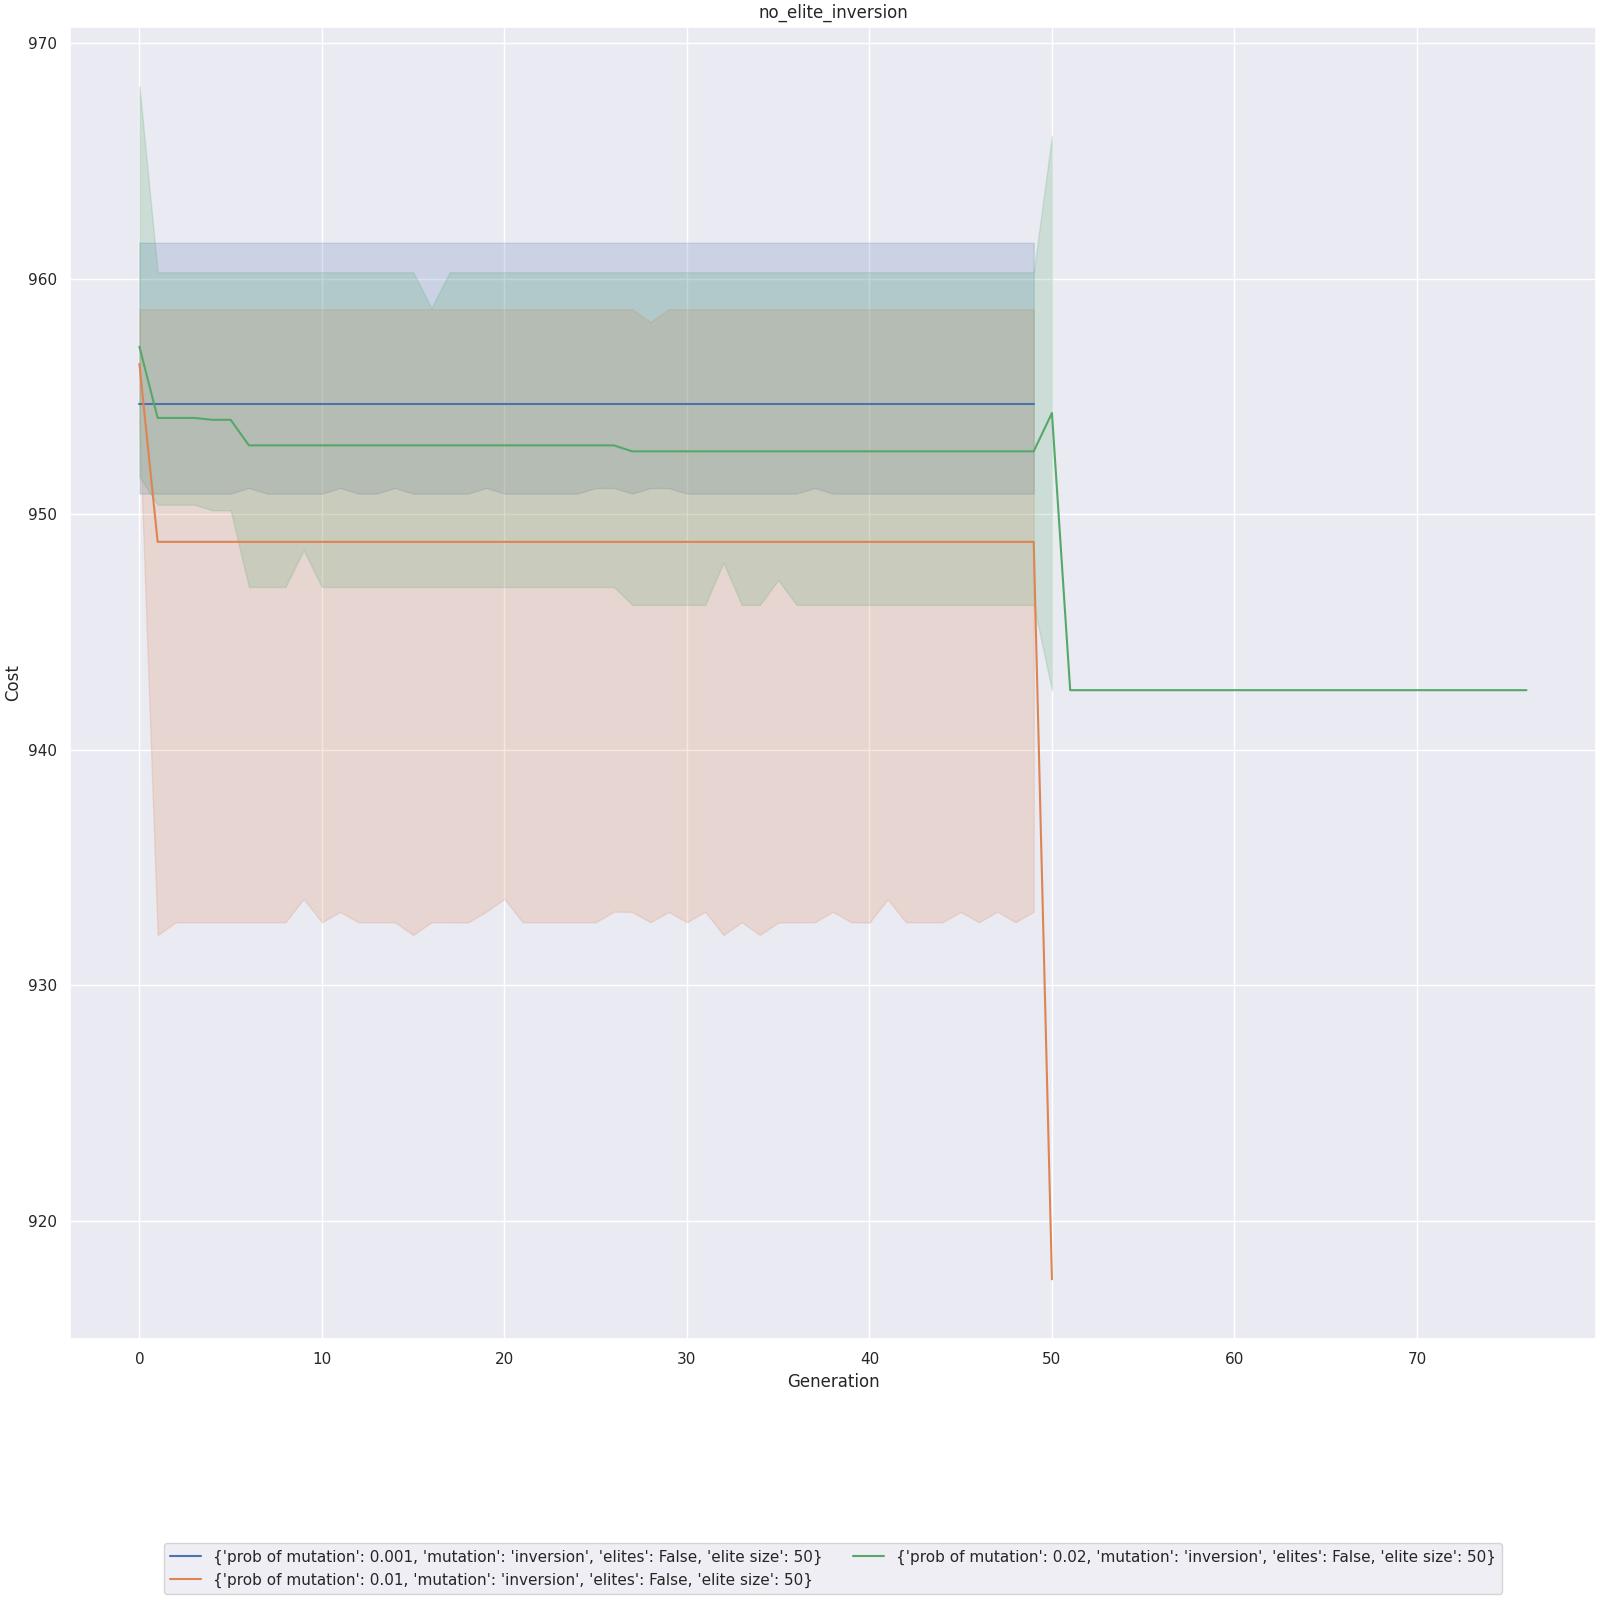 no_elite_inversion
970
960
950
940
930
920
Cost
0 10 20 30 40 50 60 70
Generation
{'prob of mutation': 0.001, 'mutation': 'inversion', 'elites': False, 'elite size': 50}
{'prob of mutation': 0.01, 'mutation': 'inversion', 'elites': False, 'elite size': 50}
{'prob of mutation': 0.02, 'mutation': 'inversion', 'elites': False, 'elite size': 50}